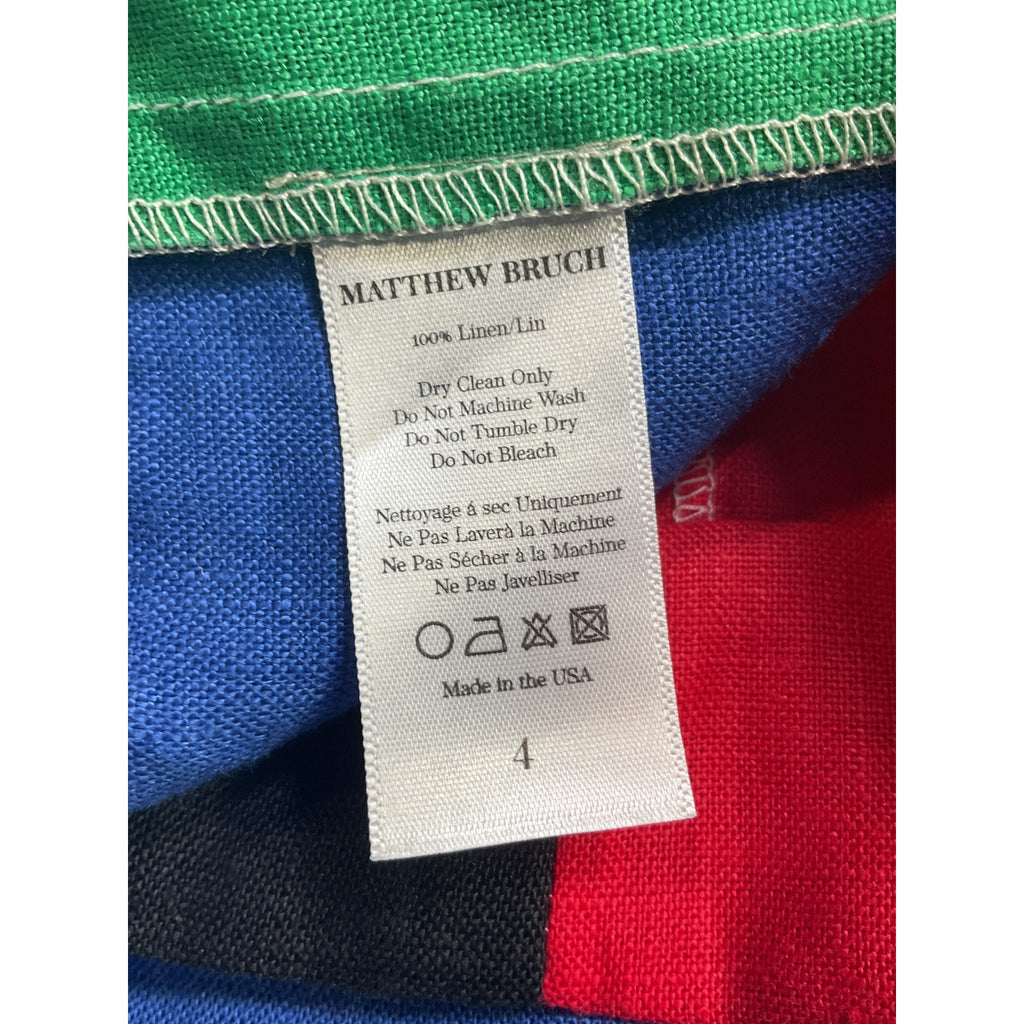 MATTHEW BRUCH
100% Linen/Lin
Dry Clean Only
Do Not Machine Wash
Do Not Tumble Dry
Do Not Bleach
Nettoyage á sec Uniquement
Ne Pas Laverà la Machine
Ne Pas Sécher à la Machine
Ne Pas Javelliser
Made in the USA
4